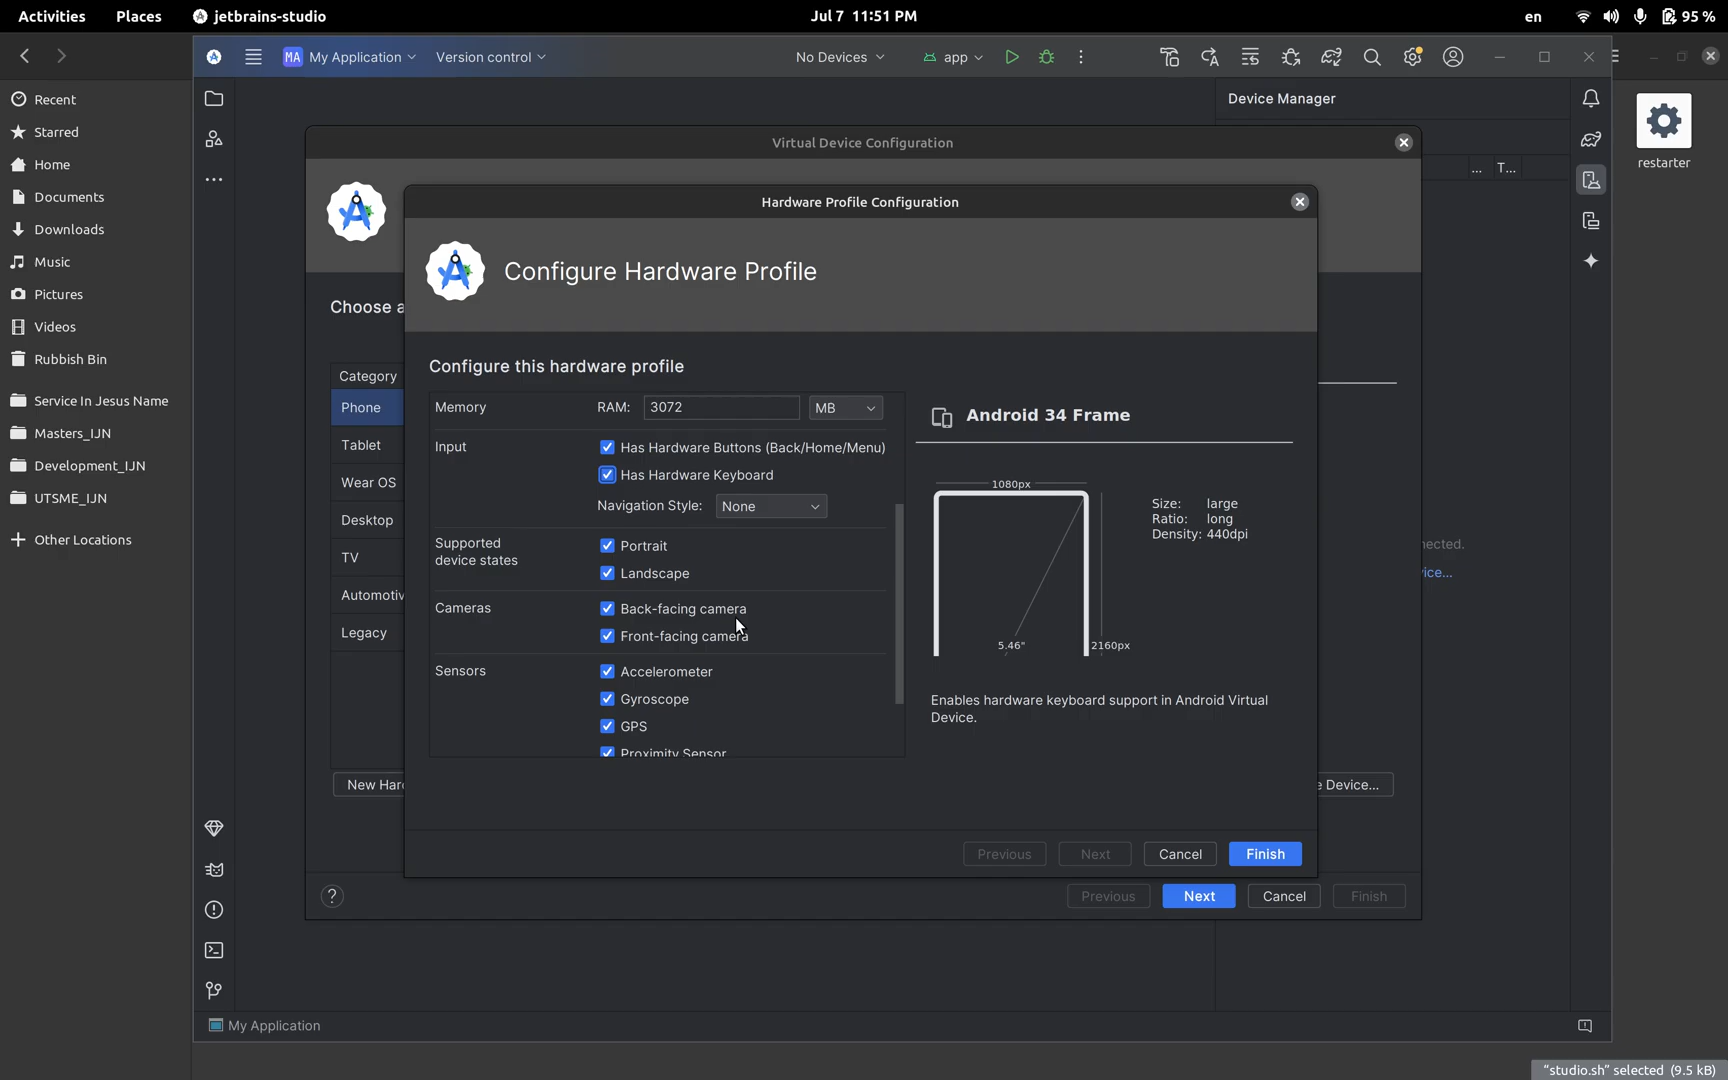 Activities Places jetbrains-studio Jul 7 11:51 PM en 95 %
MA My Application Version control No Devices app
Recent
Starred
Home
Documents
Downloads
Music
Pictures
Videos
Rubbish Bin
Service In Jesus Name
Masters_IJN
Development_IJN
UTSME_IJN
Other Locations
Device Manager
restarter
... T...
Virtual Device Configuration
Choose a
Category
Phone
Tablet
Wear OS
Desktop
TV
Automotiv
Legacy
New Hard
e Device...
nected.
vice...
Hardware Profile Configuration
Configure Hardware Profile
Configure this hardware profile
Memory RAM: 3072 MB
Input Has Hardware Buttons (Back/Home/Menu)
Has Hardware Keyboard
Navigation Style: None
Supported
device states
Portrait
Landscape
Cameras Back-facing camera
Front-facing camera
Sensors Accelerometer
Gyroscope
GPS
Proximity Sensor
Android 34 Frame
1080px
5.46"
2160px
Size: large
Ratio: long
Density: 440dpi
Enables hardware keyboard support in Android Virtual
Device.
Previous Next Cancel Finish
? Previous Next Cancel Finish
My Application
"studio.sh" selected (9.5 kB)